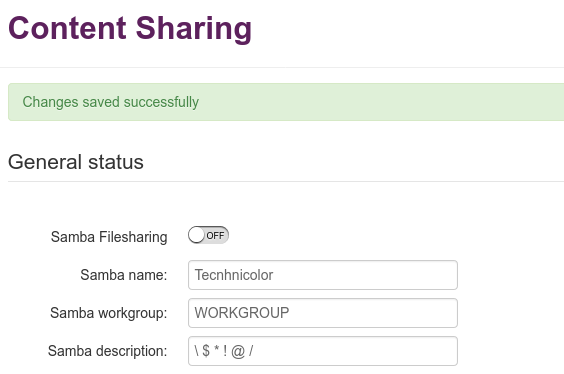 Content Sharing
Changes saved successfully
General status
Samba Filesharing OFF
Samba name: Tecnhnicolor
Samba workgroup: WORKGROUP
Samba description: \ $ * ! @ /